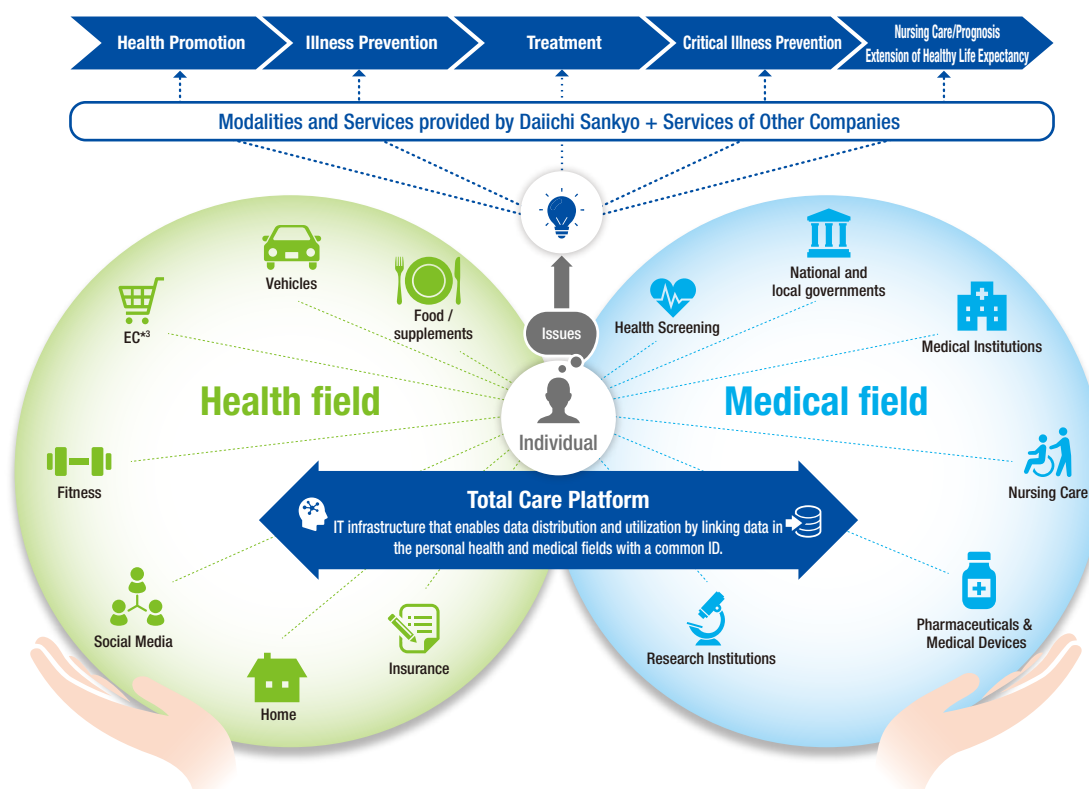 Health Promotion
Illness Prevention
Treatment
Critical Illness Prevention
Nursing Care/Prognosis
Extension of Healthy Life Expectancy
Modalities and Services provided by Daiichi Sankyo + Services of Other Companies
Vehicles
EC*3
Food /
supplements
Issues
Health Screening
National and
local governments
Medical Institutions
Health field
Individual
Medical field
Fitness
Nursing Care
Total Care Platform
IT infrastructure that enables data distribution and utilization by linking data in
the personal health and medical fields with a common ID.
Social Media
Home
Insurance
Research Institutions
Pharmaceuticals &
Medical Devices